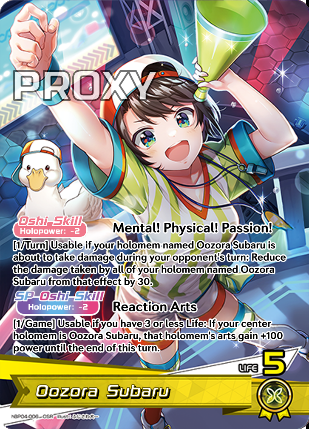 PROXY
Oshi Skill
Holopower: -2
Mental! Physical! Passion!
[1/Turn] Usable if your holomem named Oozora Subaru is
about to take damage during your opponent's turn: Reduce
the damage taken by all of your holomem named Oozora
Subaru from that effect by 30.
SP Oshi Skill
Holopower: -2
Reaction Arts
[1/Game] Usable if you have 3 or less Life: If your center
holomem is Oozora Subaru, that holomem's arts gain +100
power until the end of this turn.
LIFE 5
Oozora Subaru